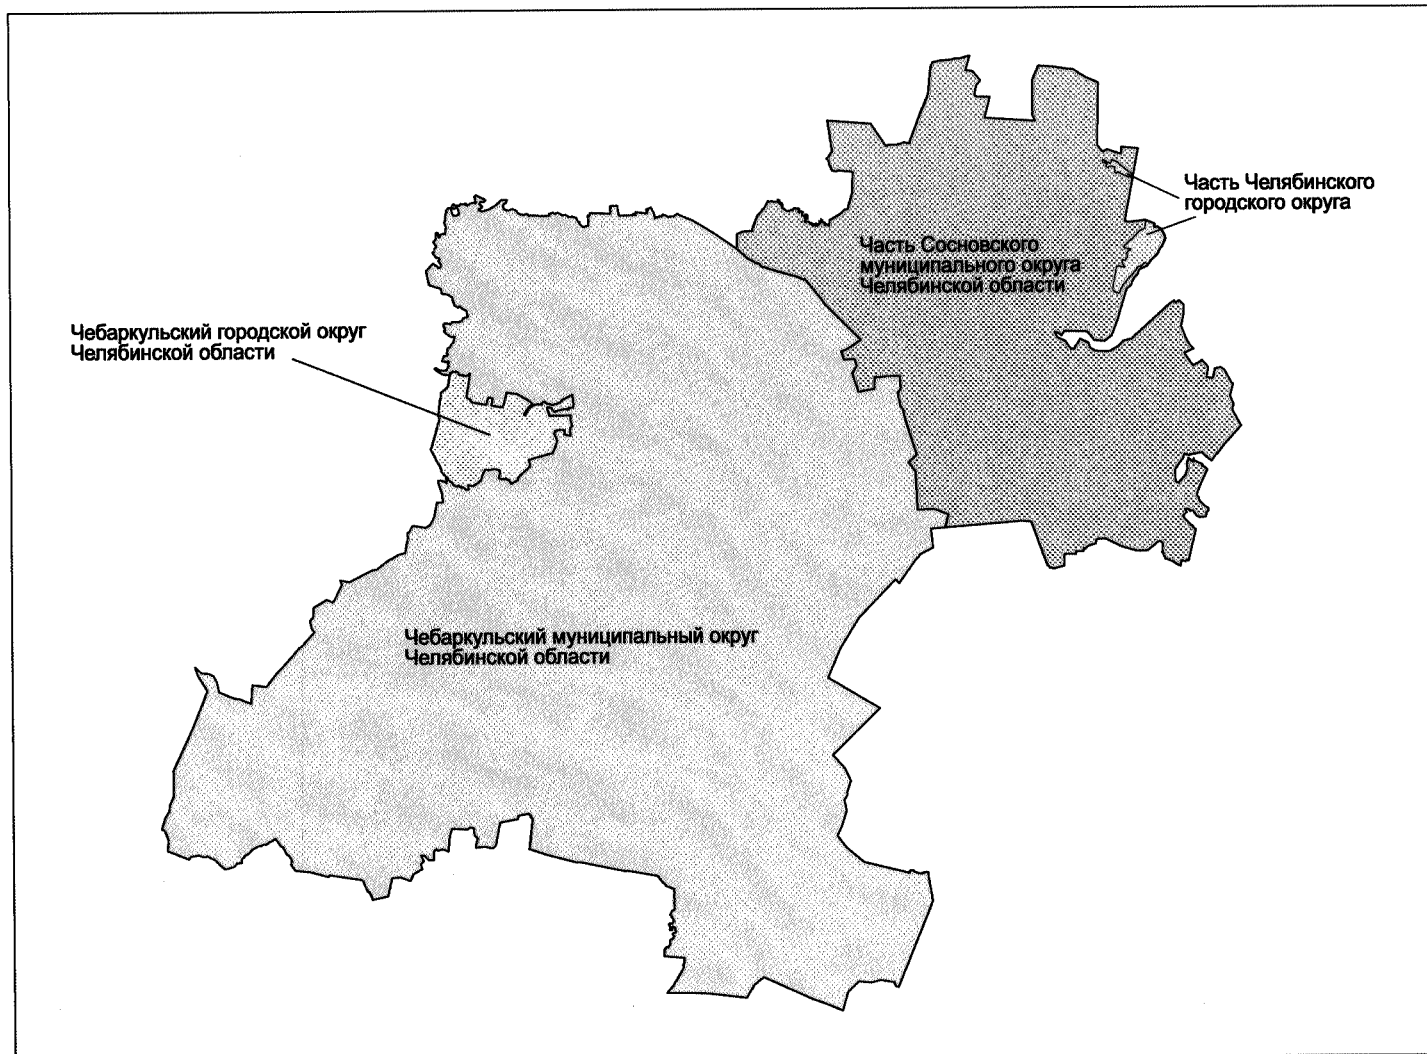 Часть Челябинского
городского округа
Часть Сосновского
муниципального округа
Челябинской области
Чебаркульский городской округ
Челябинской области
Чебаркульский муниципальный округ
Челябинской области